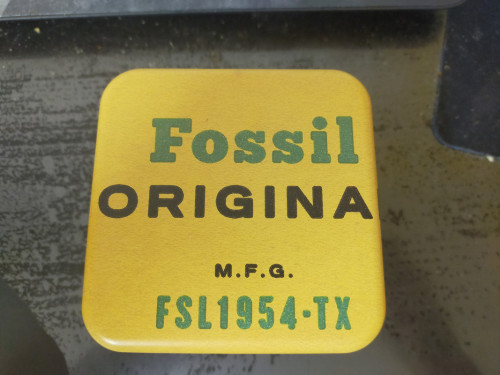 Fossil
ORIGINA
M.F.G.
FSL1954-TX